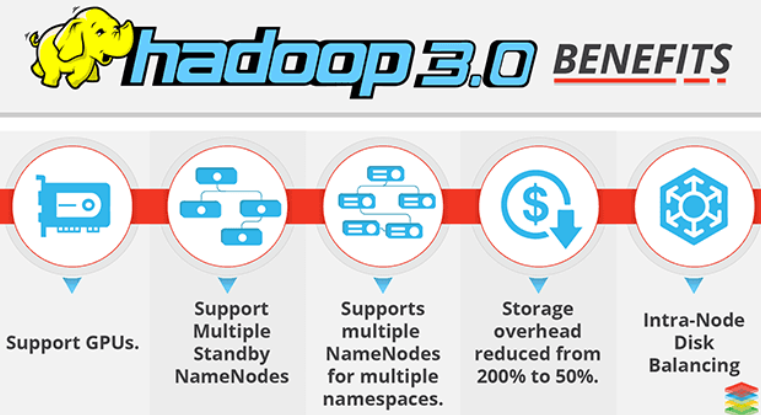 hadoop 3.0 BENEFITS
Support GPUs.
Support
Multiple
Standby
NameNodes
Supports
multiple
NameNodes
for multiple
namespaces.
$
Storage
overhead
reduced from
200% to 50%.
Intra-Node
Disk
Balancing